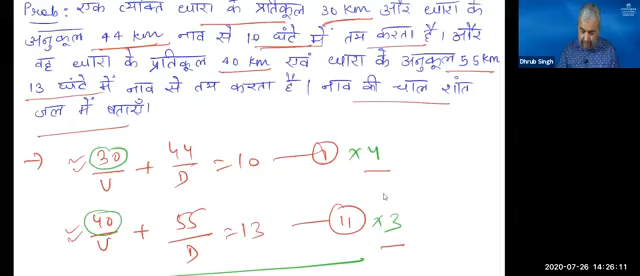 Prob: एक व्यक्ति धारा के प्रतिकूल 30 km और धारा के
अनुकूल 44 km नाव से 10 घंटे में तय करता है। और
वह धारा के प्रतिकूल 40 km एवं धारा के अनुकूल 55 km
13 घंटे में नाव से तय करता है। नाव की चाल शांत
जल में बताएँ।
→ 30/U + 44/D = 10 — I ×4
40/U + 55/D = 13 — II ×3
Dhrub Singh
2020-07-26 14:26:11